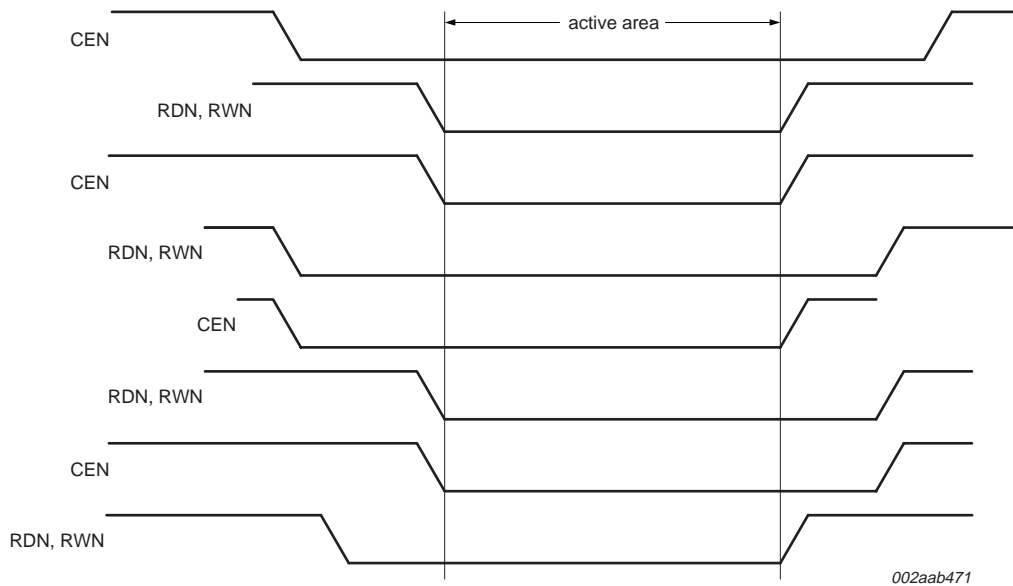 active area
CEN
RDN, RWN
CEN
RDN, RWN
CEN
RDN, RWN
CEN
RDN, RWN
002aab471